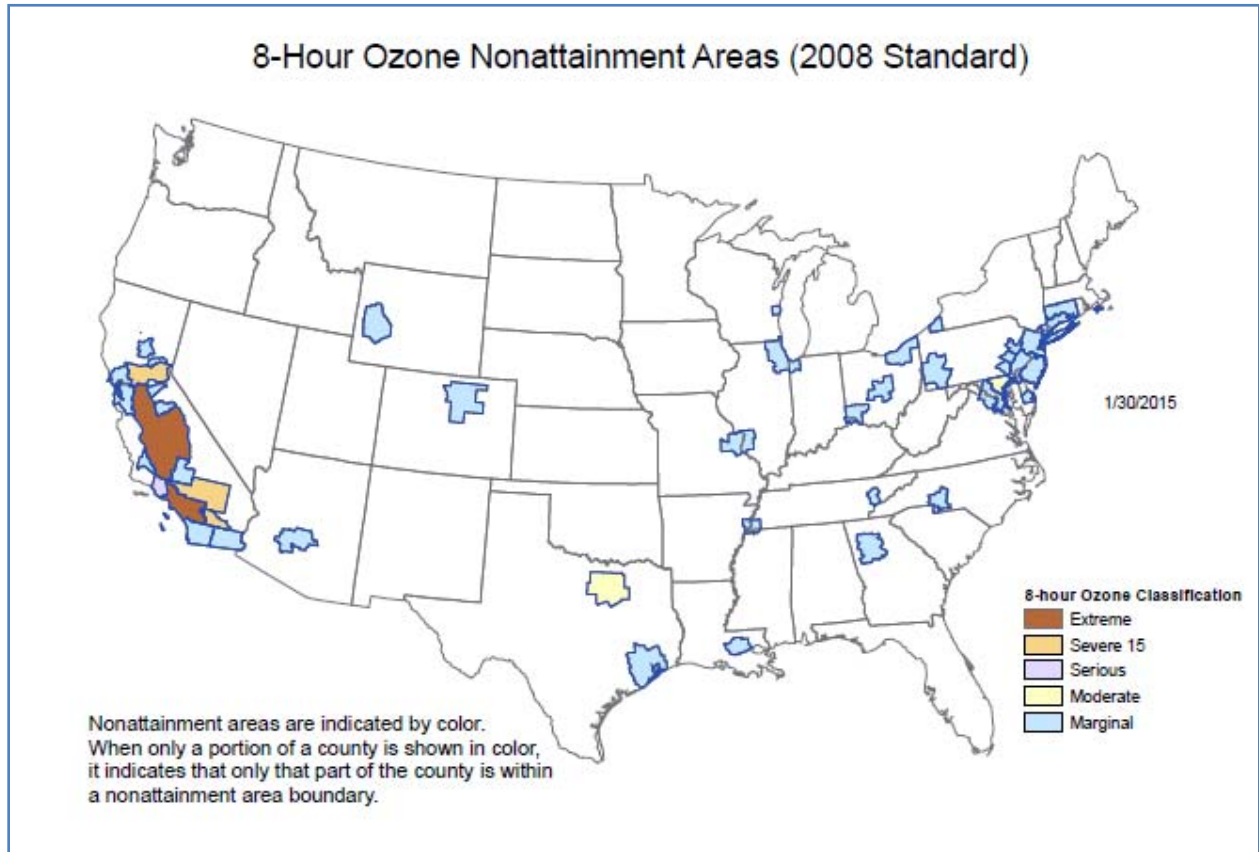 8-Hour Ozone Nonattainment Areas (2008 Standard)
1/30/2015
8-hour Ozone Classification
Extreme
Severe 15
Serious
Moderate
Marginal
Nonattainment areas are indicated by color.
When only a portion of a county is shown in color,
it indicates that only that part of the county is within
a nonattainment area boundary.